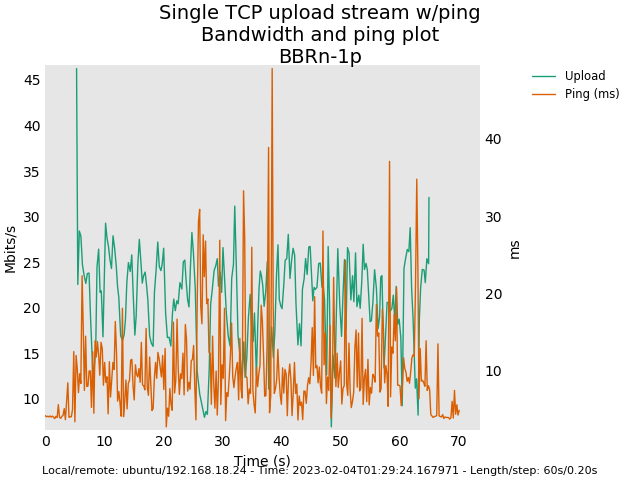 Single TCP upload stream w/ping
Bandwidth and ping plot
BBRn-1p
Upload
Ping (ms)
Mbits/s
45
40
35
30
25
20
15
10
40
30
20
10
ms
0 10 20 30 40 50 60 70
Time (s)
Local/remote: ubuntu/192.168.18.24 - Time: 2023-02-04T01:29:24.167971 - Length/step: 60s/0.20s